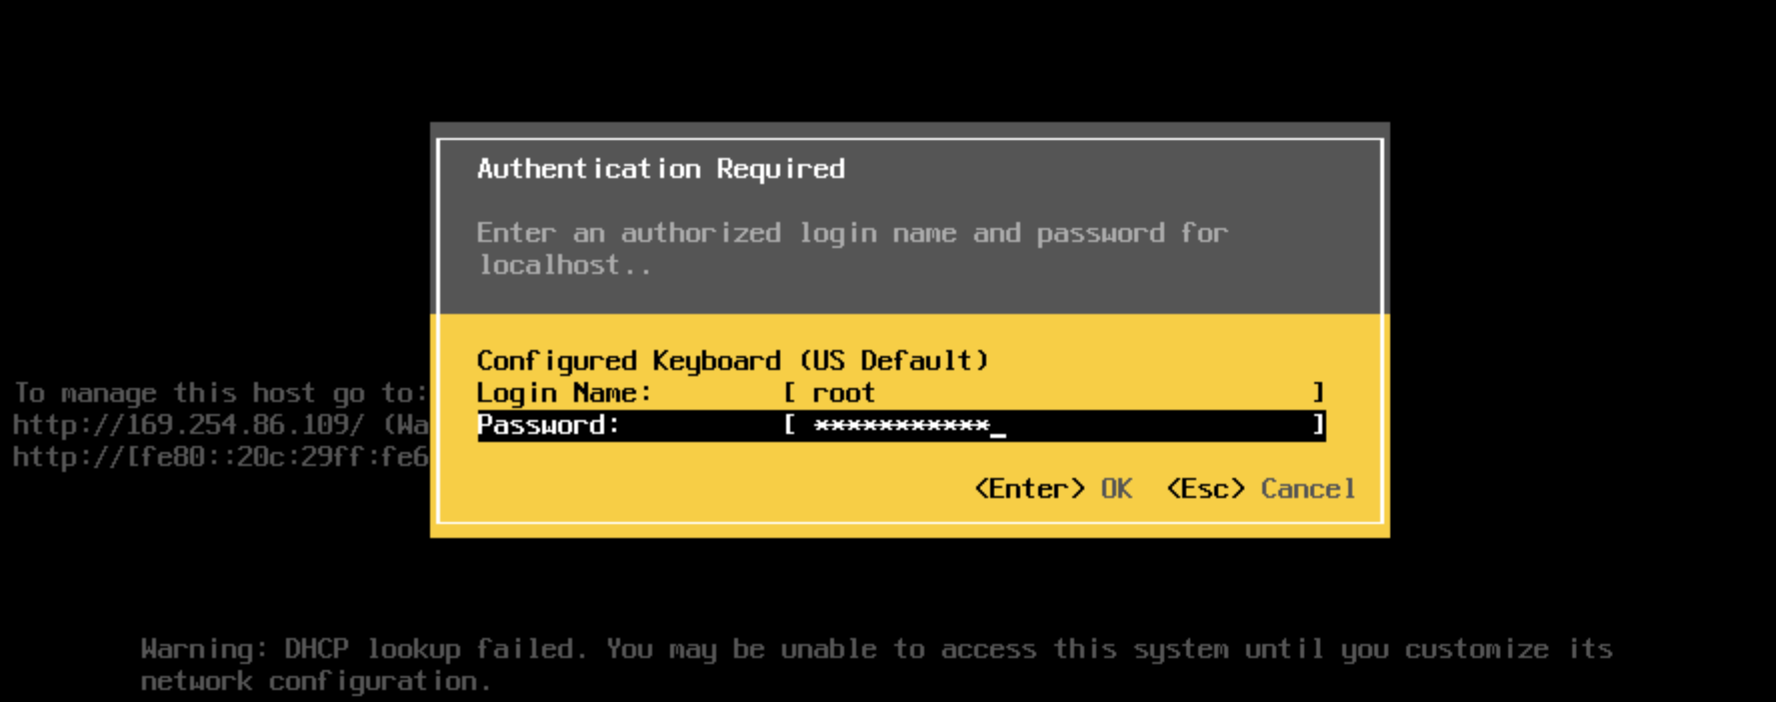 Authentication Required
Enter an authorized login name and password for
localhost..
Configured Keyboard (US Default)
Login Name: [ root ]
Password: [ ***********_ ]
<Enter> OK <Esc> Cancel
To manage this host go to:
http://169.254.86.109/ (Wa
http://[fe80::20c:29ff:fe6
Warning: DHCP lookup failed. You may be unable to access this system until you customize its
network configuration.